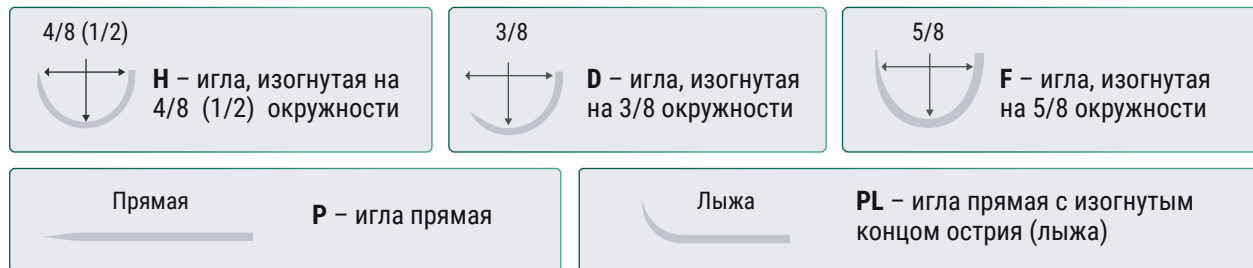 4/8 (1/2)
H – игла, изогнутая на
4/8 (1/2) окружности
3/8
D – игла, изогнутая
на 3/8 окружности
5/8
F – игла, изогнутая
на 5/8 окружности
Прямая
P – игла прямая
Лыжа
PL – игла прямая с изогнутым
концом острия (лыжа)